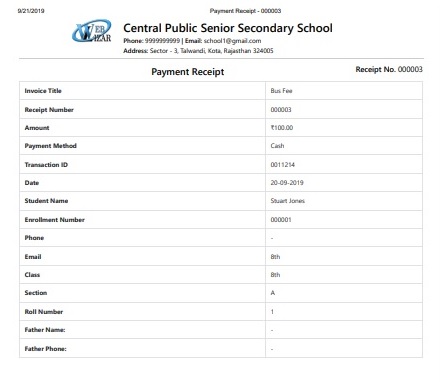 9/21/2019 Payment Receipt - 000003
WEB WIZAR
Central Public Senior Secondary School
Phone: 9999999999 | Email: school1@gmail.com
Address: Sector - 3, Talwandi, Kota, Rajasthan 324005
Payment Receipt Receipt No. 000003
Invoice Title Bus Fee
Receipt Number 000003
Amount ₹100.00
Payment Method Cash
Transaction ID 0011214
Date 20-09-2019
Student Name Stuart Jones
Enrollment Number 000001
Phone -
Email 8th
Class 8th
Section A
Roll Number 1
Father Name: -
Father Phone: -